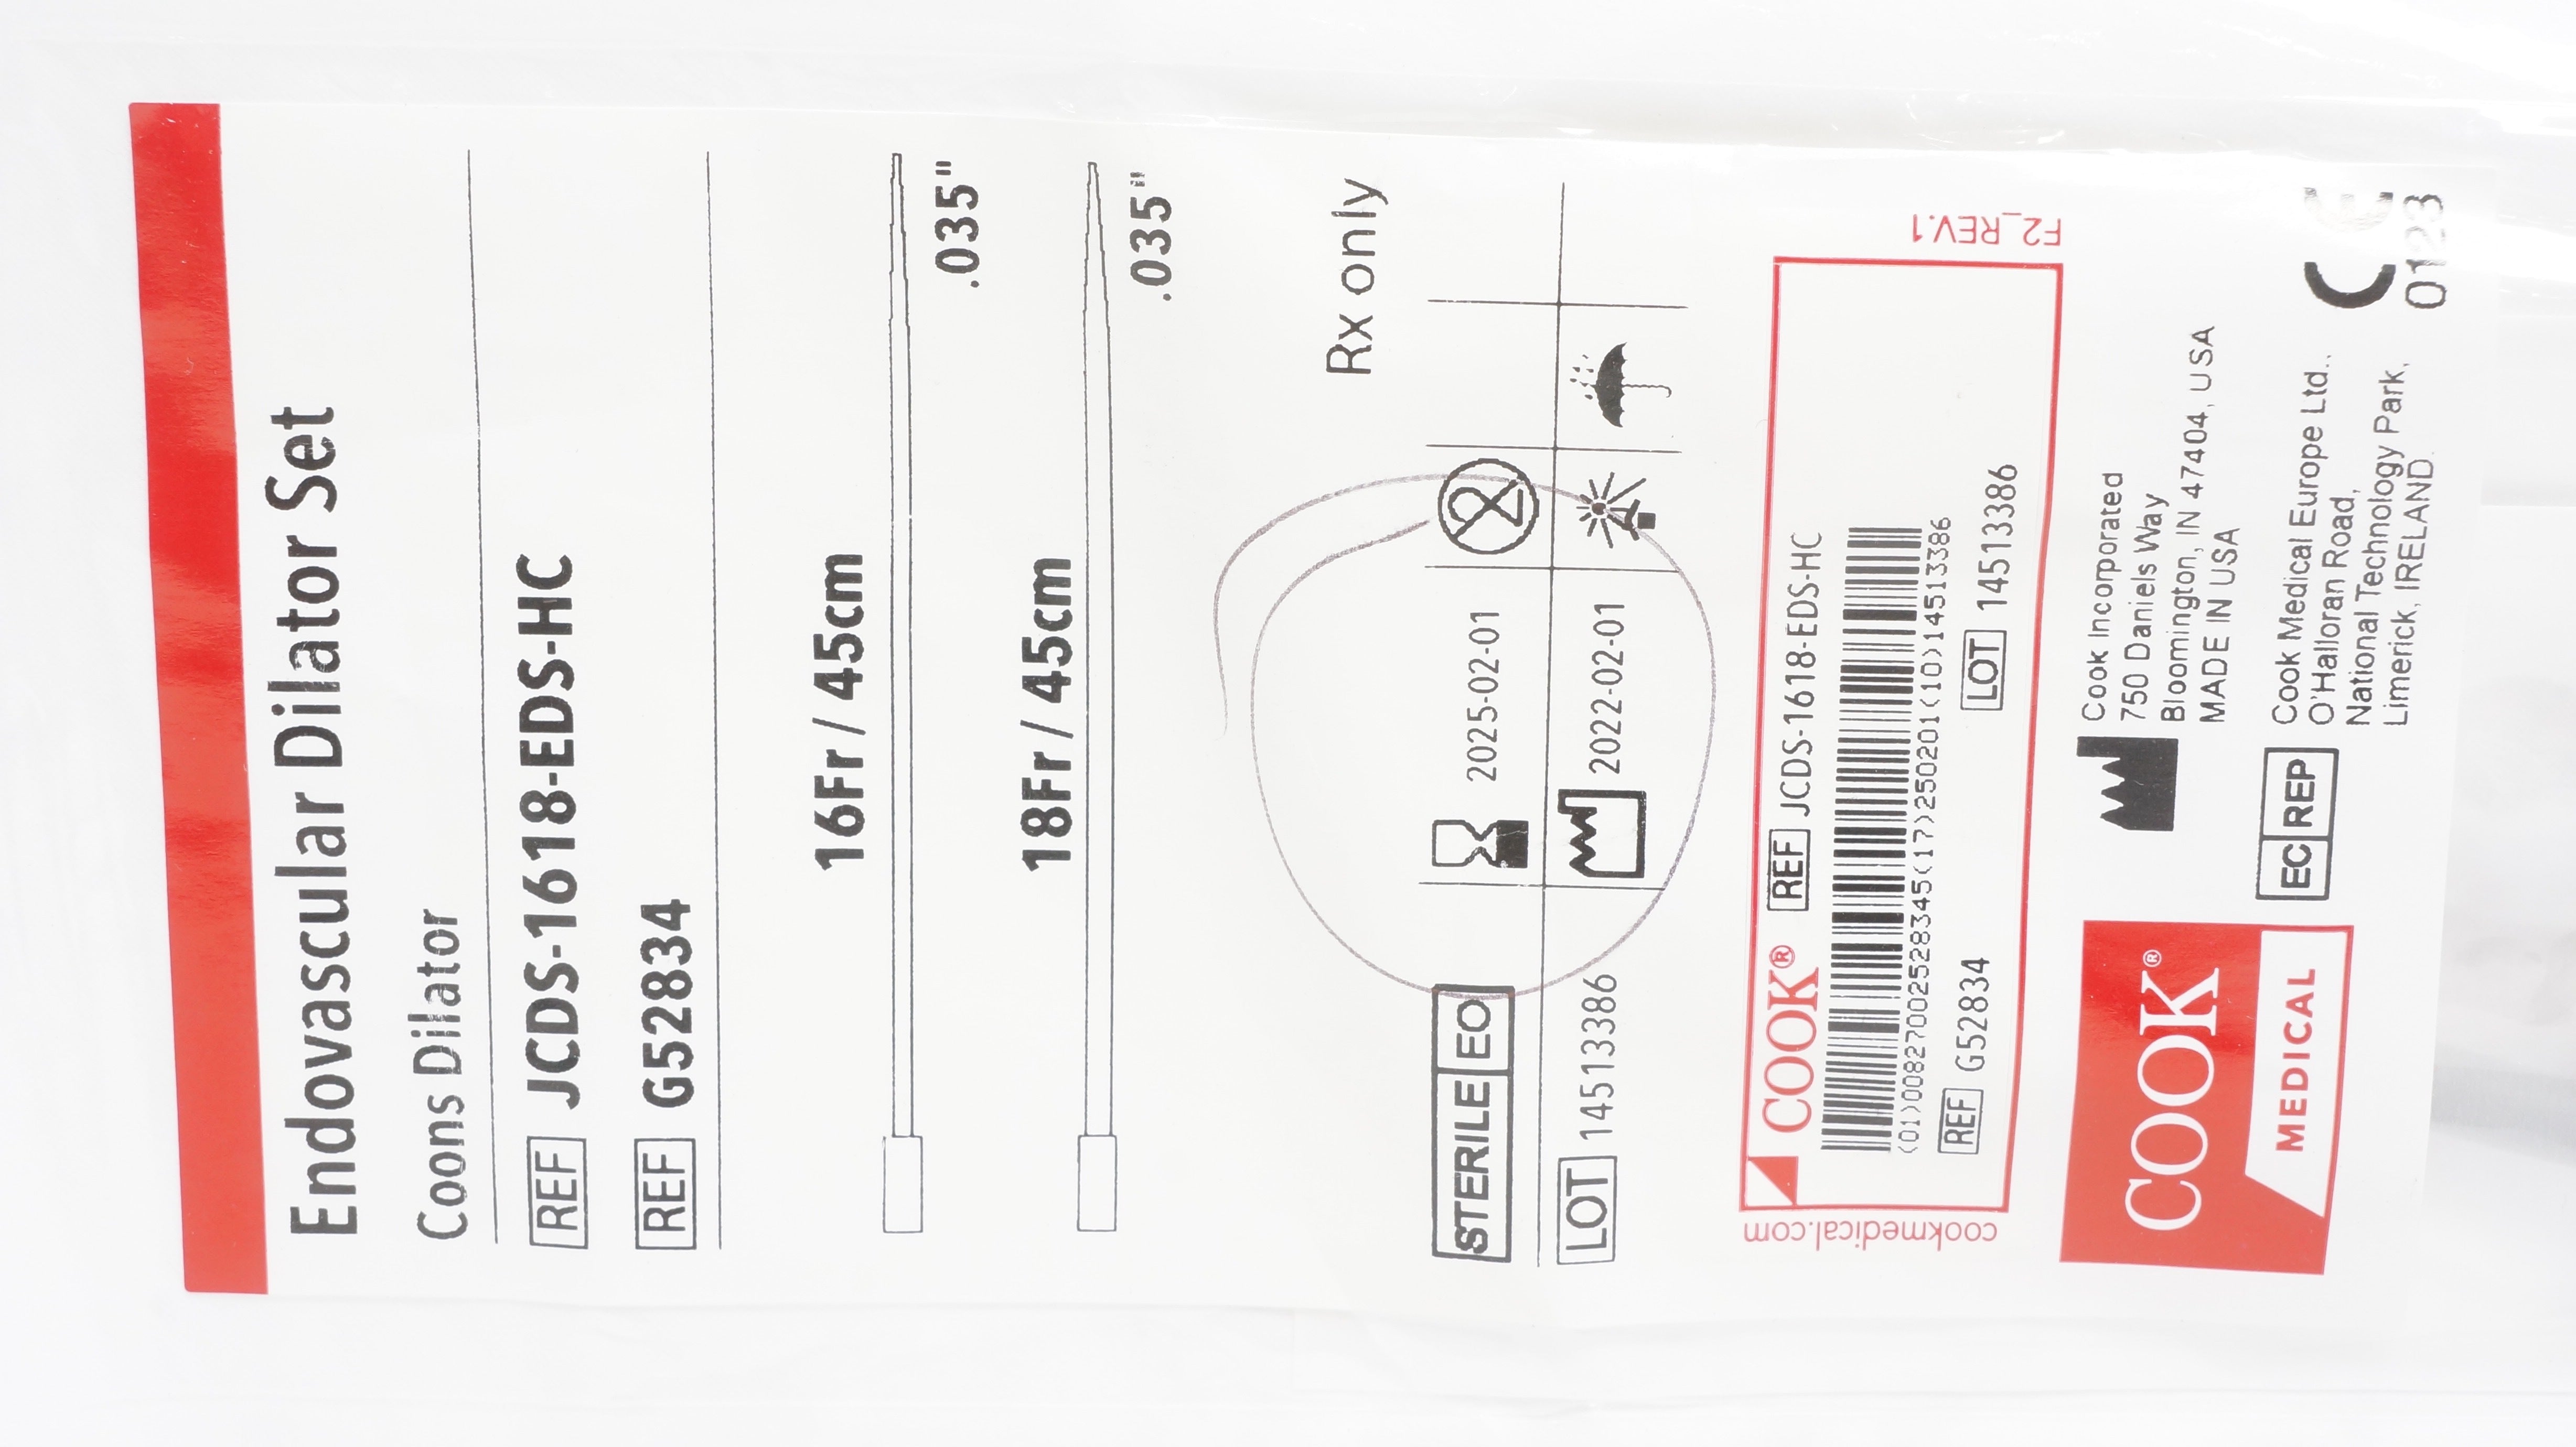 Endovascular Dilator Set
Coons Dilator
REF JCDS-1618-EDS-HC
REF G52834
16Fr / 45cm
.035"
18Fr / 45cm
.035"
Rx only
STERILE EO 2025-02-01
LOT 14513386 2022-02-01
cookmedical.com
F2_REV.1
COOK® REF JCDS-1618-EDS-HC
(01)00827002528345(17)250201(10)14513386
REF G52834 LOT 14513386
COOK®
MEDICAL
Cook Incorporated
750 Daniels Way
Bloomington, IN 47404, USA
MADE IN USA
EC REP
Cook Medical Europe Ltd.,
O'Halloran Road,
National Technology Park,
Limerick, IRELAND.
CE
0123